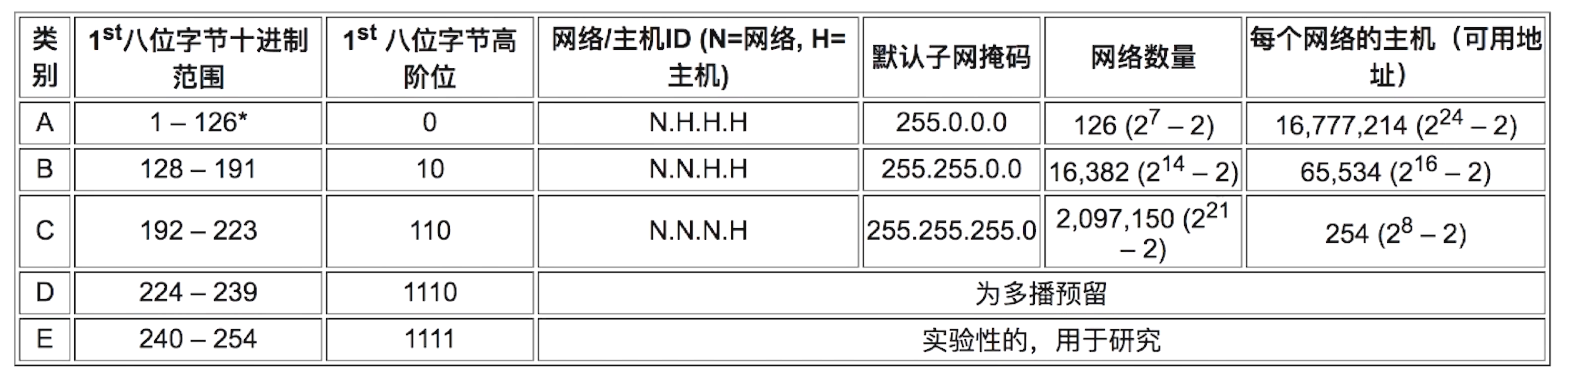 类别 1st八位字节十进制范围 1st 八位字节高阶位 网络/主机ID (N=网络, H=主机) 默认子网掩码 网络数量 每个网络的主机（可用地址）
A 1 – 126* 0 N.H.H.H 255.0.0.0 126 (2^7 – 2) 16,777,214 (2^24 – 2)
B 128 – 191 10 N.N.H.H 255.255.0.0 16,382 (2^14 – 2) 65,534 (2^16 – 2)
C 192 – 223 110 N.N.N.H 255.255.255.0 2,097,150 (2^21 – 2) 254 (2^8 – 2)
D 224 – 239 1110 为多播预留
E 240 – 254 1111 实验性的，用于研究